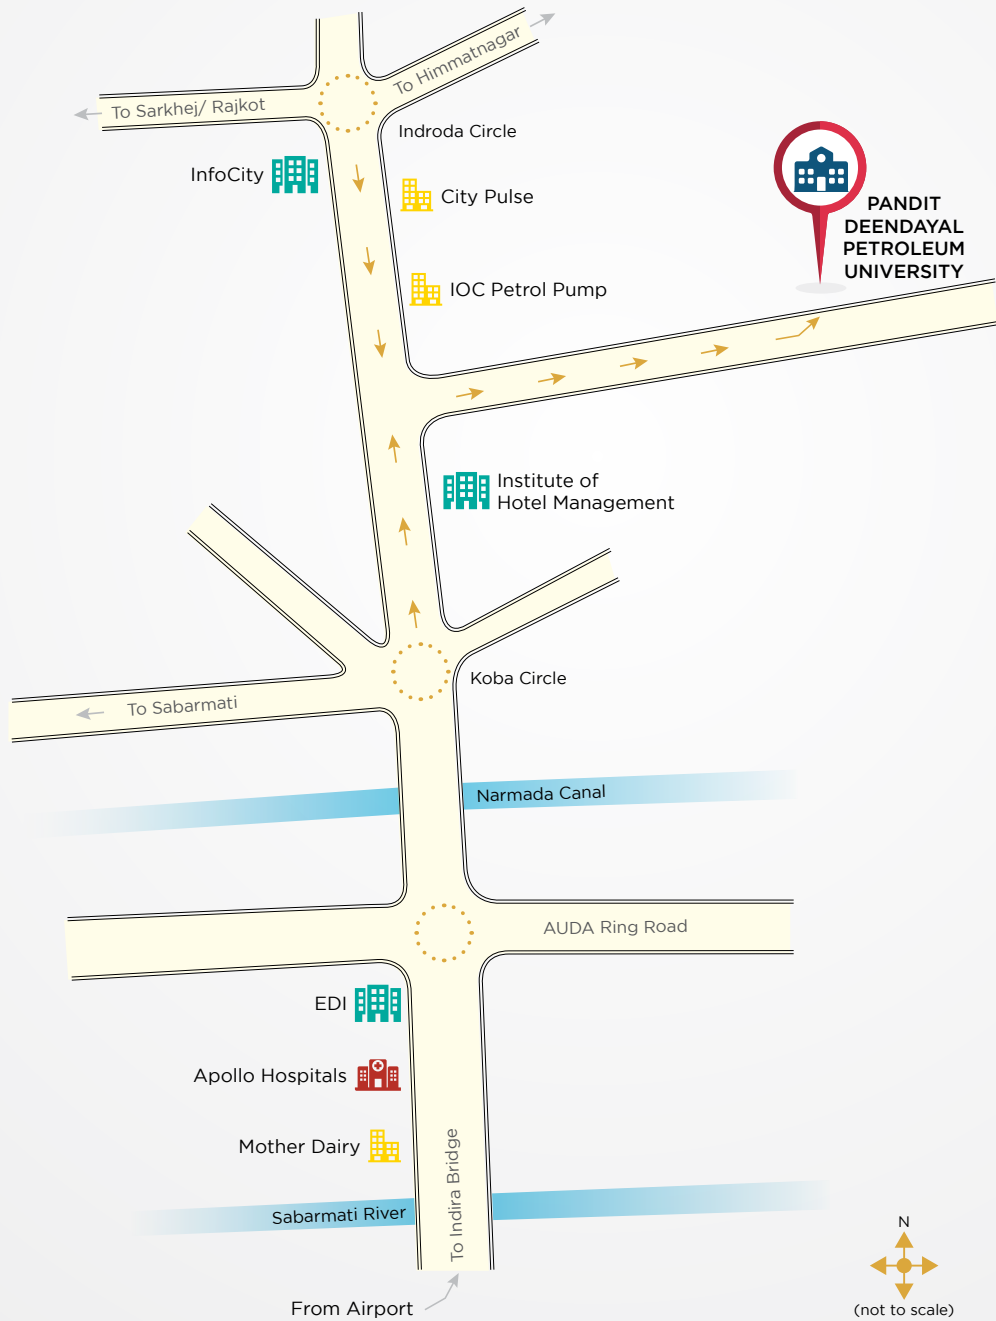 To Himmatnagar
To Sarkhej/ Rajkot
Indroda Circle
InfoCity
City Pulse
PANDIT
DEENDAYAL
PETROLEUM
UNIVERSITY
IOC Petrol Pump
Institute of
Hotel Management
Koba Circle
To Sabarmati
Narmada Canal
AUDA Ring Road
EDI
Apollo Hospitals
Mother Dairy
To Indira Bridge
Sabarmati River
N
From Airport
(not to scale)